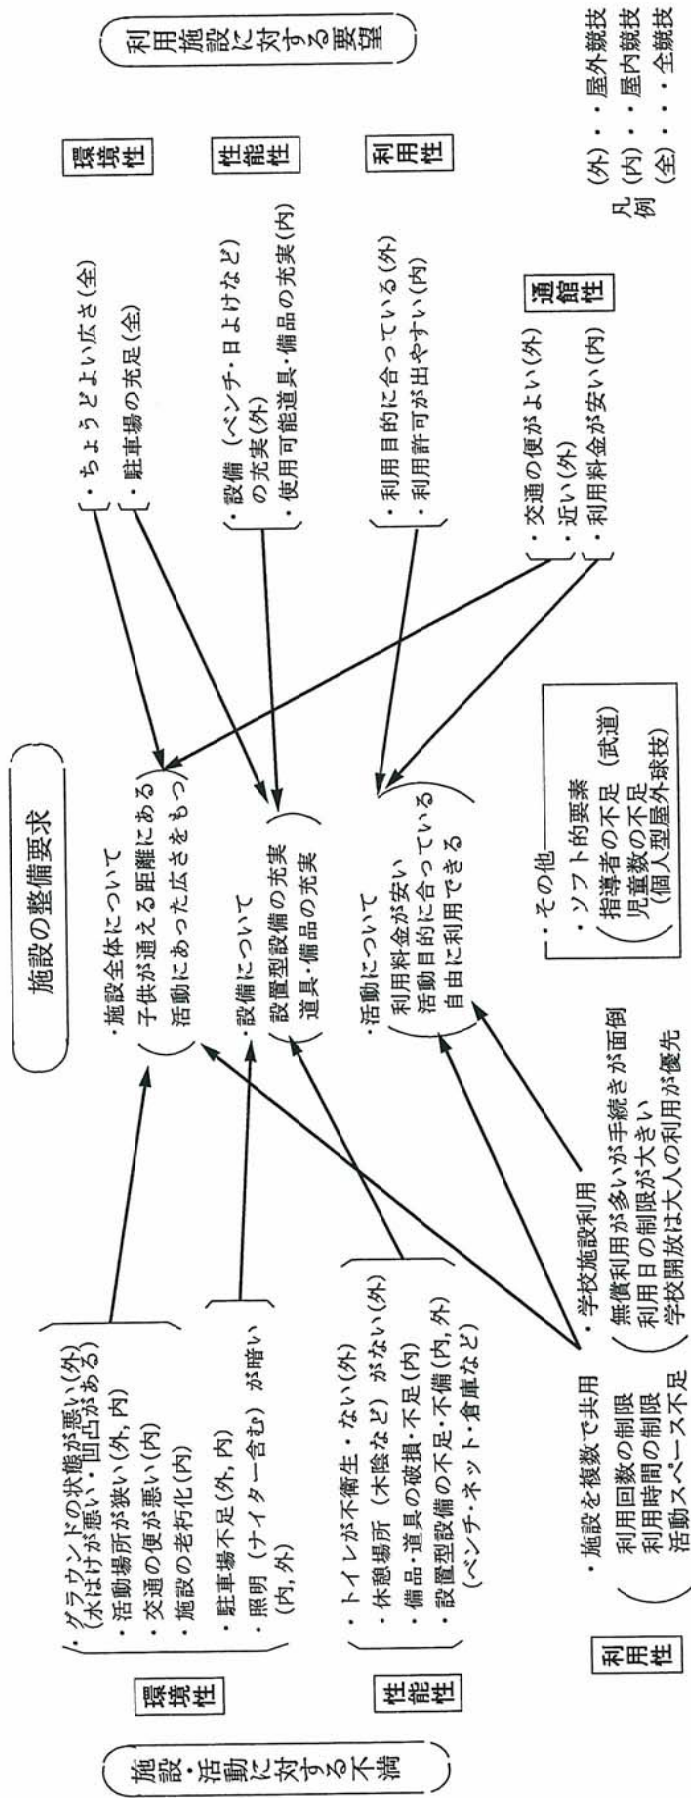 施設の整備要求
施設・活動に対する不満
環境性
・グラウンドの状態が悪い(外)
(水はけが悪い・凹凸がある)
・活動場所が狭い(外, 内)
・交通の便が悪い(内)
・施設の老朽化(内)
・駐車場不足(外, 内)
・照明(ナイター含む)が暗い
(内, 外)
性能性
・トイレが不衛生・ない(外)
・休憩場所(木陰など)がない(外)
・備品・道具の破損・不足(内)
・設置型設備の不足・不備(内, 外)
(ベンチ・ネット・倉庫など)
利用性
・施設を複数で共用
利用回数の制限
利用時間の制限
活動スペース不足
・学校施設利用
無償利用が多いが手続きが面倒
利用日の制限が大きい
学校開放は大人の利用が優先
・施設全体について
子供が通える距離にある
活動にあった広さをもつ
・設備について
設置型設備の充実
道具・備品の充実
・活動について
利用料金が安い
活動目的に合っている
自由に利用できる
・その他
・ソフト的要素
指導者の不足(武道)
児童数の不足
(個人型屋外球技)
利用施設に対する要望
環境性
・ちょうどよい広さ(全)
・駐車場の充足(全)
性能性
・設備(ベンチ・日よけなど)
の充実(外)
・使用可能道具・備品の充実(内)
利用性
・利用目的に合っている(外)
・利用許可が出やすい(内)
通館性
・交通の便がよい(外)
・近い(外)
・利用料金が安い(内)
凡例
(外)・・屋外競技
(内)・・屋内競技
(全)・・・全競技